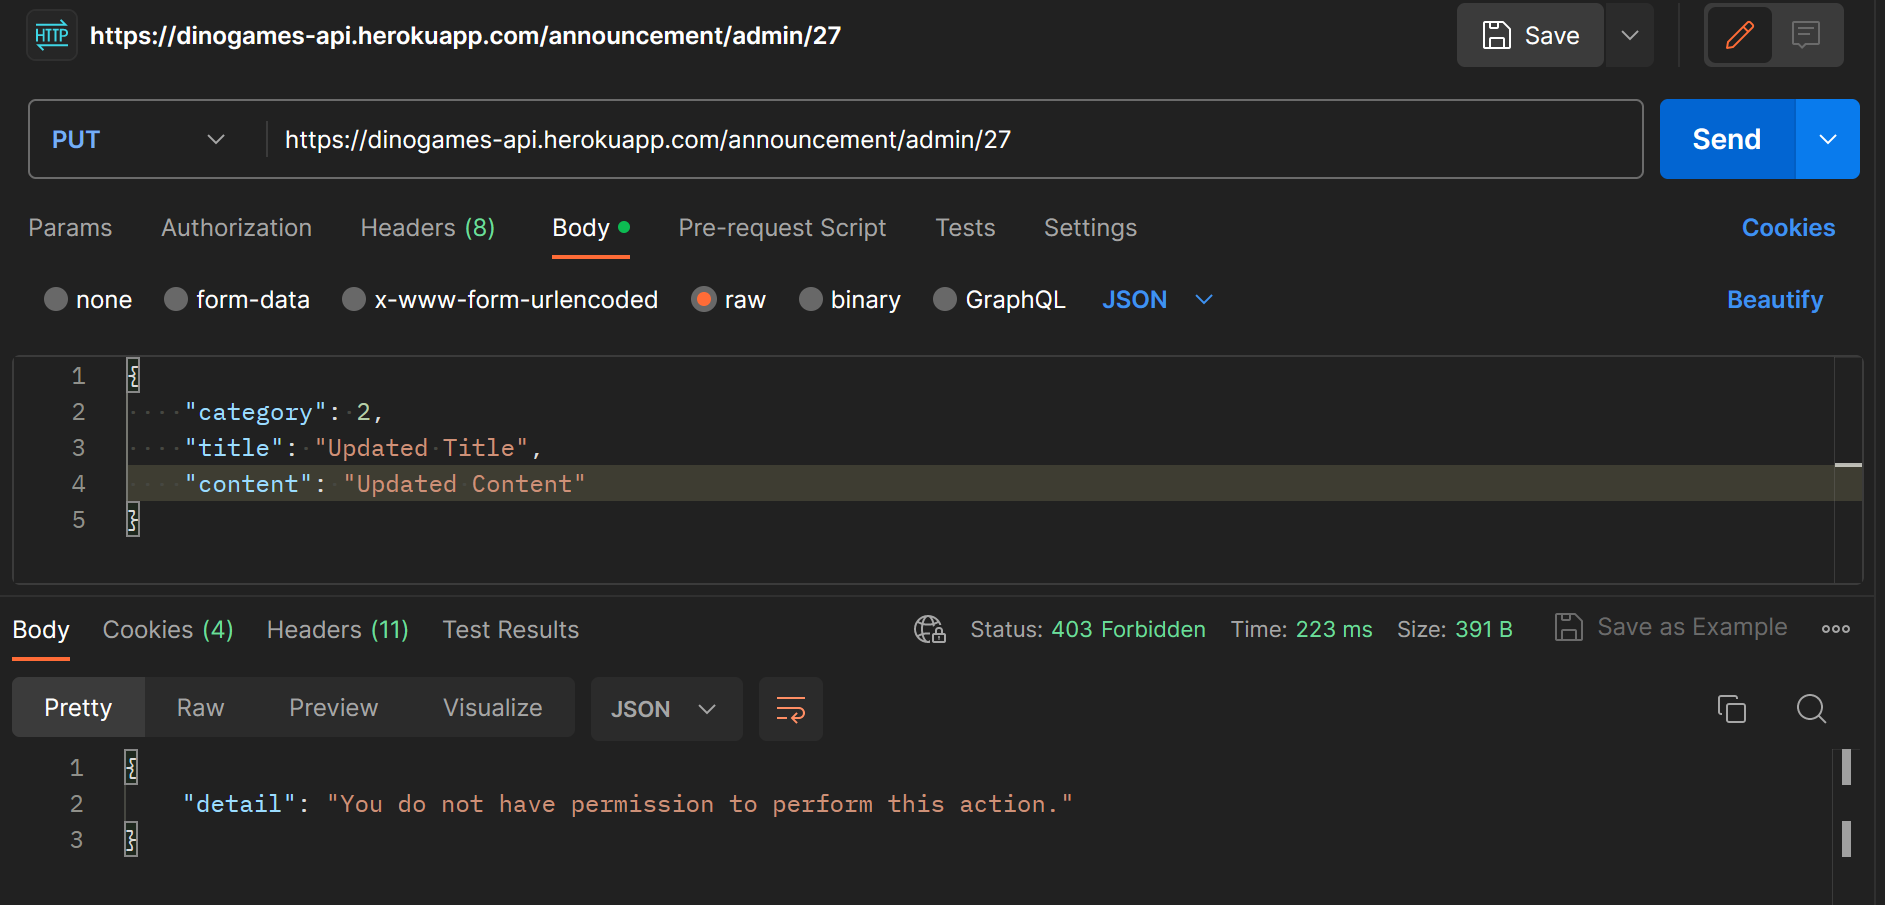 HTTP https://dinogames-api.herokuapp.com/announcement/admin/27 Save
PUT https://dinogames-api.herokuapp.com/announcement/admin/27 Send
Params Authorization Headers (8) Body Pre-request Script Tests Settings Cookies
none form-data x-www-form-urlencoded raw binary GraphQL JSON Beautify
1 {
2 "category": 2,
3 "title": "Updated Title",
4 "content": "Updated Content"
5 }
Body Cookies (4) Headers (11) Test Results Status: 403 Forbidden Time: 223 ms Size: 391 B Save as Example
Pretty Raw Preview Visualize JSON
1 {
2 "detail": "You do not have permission to perform this action."
3 }